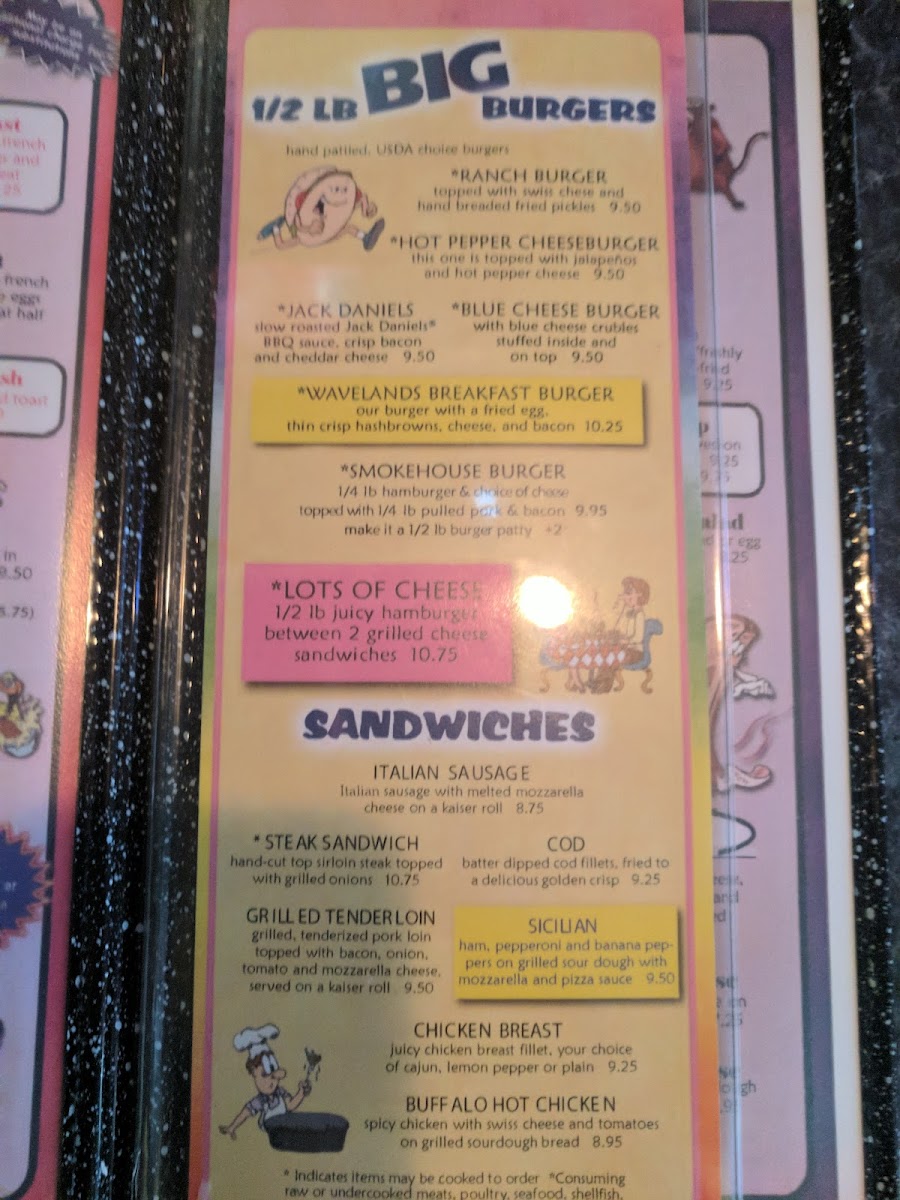 1/2 LB BIG BURGERS
hand pattied, USDA choice burgers
*RANCH BURGER
topped with swiss chese and
hand breaded fried pickles 9.50
*HOT PEPPER CHEESEBURGER
this one is topped with jalapeños
and hot pepper cheese 9.50
*JACK DANIELS
slow roasted Jack Daniels*
BBQ sauce, crisp bacon
and cheddar cheese 9.50
*BLUE CHEESE BURGER
with blue cheese crubles
stuffed inside and
on top 9.50
*WAVELANDS BREAKFAST BURGER
our burger with a fried egg,
thin crisp hashbrowns, cheese, and bacon 10.25
*SMOKEHOUSE BURGER
1/4 lb hamburger & choice of cheese
topped with 1/4 lb pulled pork & bacon 9.95
make it a 1/2 lb burger patty +2
*LOTS OF CHEESE
1/2 lb juicy hamburger
between 2 grilled cheese
sandwiches 10.75
SANDWICHES
ITALIAN SAUSAGE
Italian sausage with melted mozzarella
cheese on a kaiser roll 8.75
* STEAK SANDWICH
hand-cut top sirloin steak topped
with grilled onions 10.75
COD
batter dipped cod fillets, fried to
a delicious golden crisp 9.25
GRILLED TENDERLOIN
grilled, tenderized pork loin
topped with bacon, onion,
tomato and mozzarella cheese,
served on a kaiser roll 9.50
SICILIAN
ham, pepperoni and banana pep-
pers on grilled sour dough with
mozzarella and pizza sauce 9.50
CHICKEN BREAST
juicy chicken breast fillet, your choice
of cajun, lemon pepper or plain 9.25
BUFFALO HOT CHICKEN
spicy chicken with swiss cheese and tomatoes
on grilled sourdough bread 8.95
* Indicates items may be cooked to order *Consuming
raw or undercooked meats, poultry, seafood, shellfish,